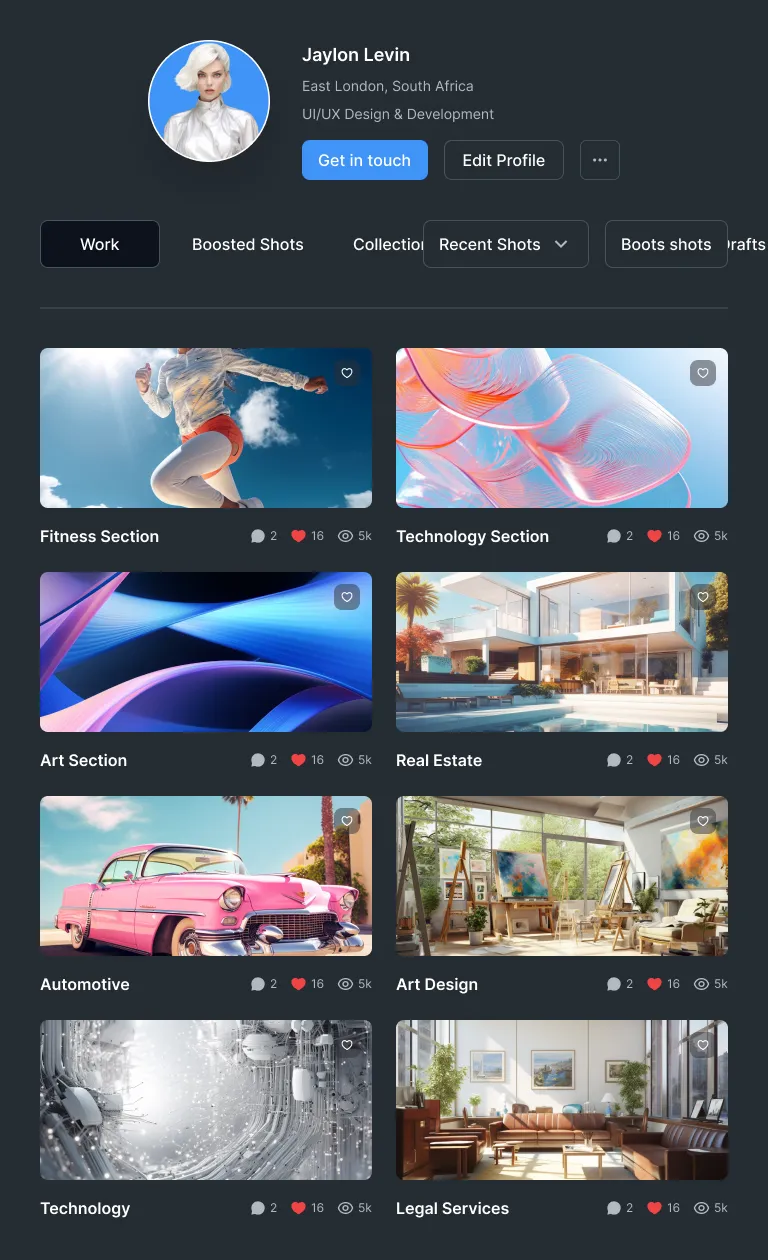 Jaylon Levin
East London, South Africa
UI/UX Design & Development
Get in touch Edit Profile
Work Boosted Shots Collection Recent Shots Boots shots Drafts
Fitness Section 2 16 5k
Technology Section 2 16 5k
Art Section 2 16 5k
Real Estate 2 16 5k
Automotive 2 16 5k
Art Design 2 16 5k
Technology 2 16 5k
Legal Services 2 16 5k